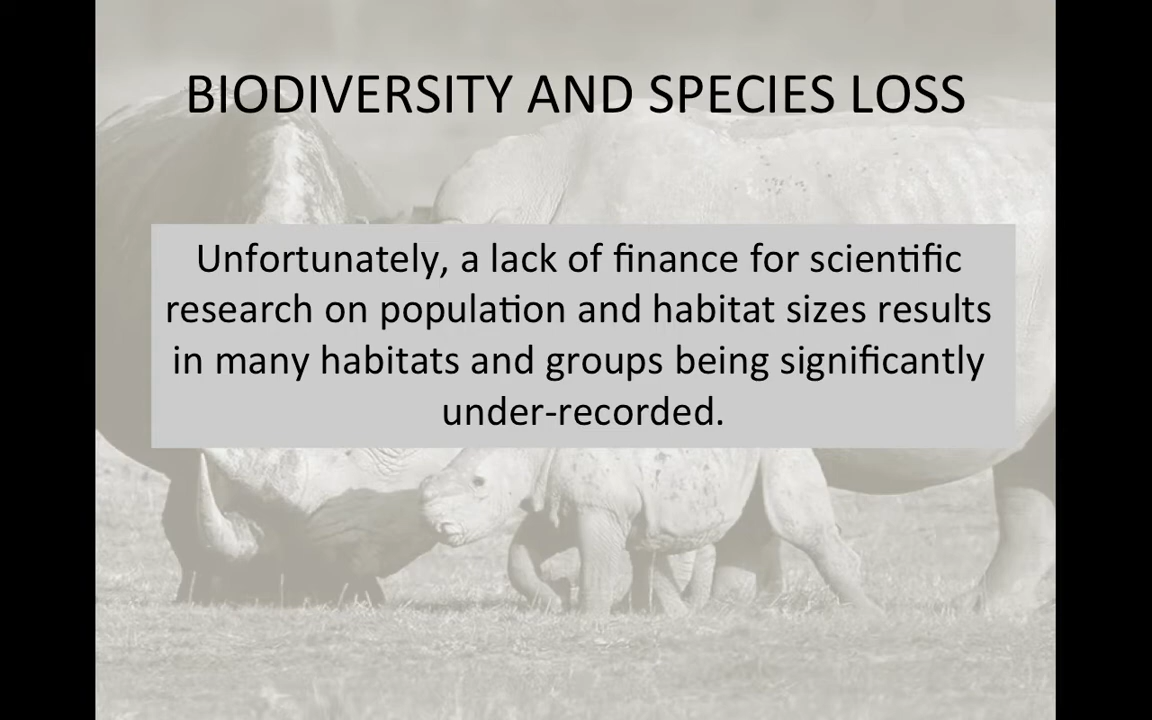 BIODIVERSITY AND SPECIES LOSS
Unfortunately, a lack of finance for scientific
research on population and habitat sizes results
in many habitats and groups being significantly
under-recorded.